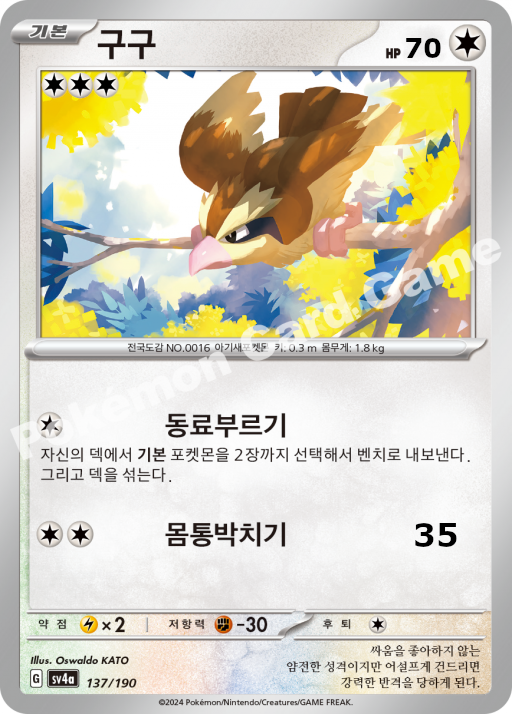 기본
구구
HP 70
전국도감 NO.0016 아기새포켓몬 키: 0.3 m 몸무게: 1.8 kg
Pokémon Card Game
동료부르기
자신의 덱에서 기본 포켓몬을 2장까지 선택해서 벤치로 내보낸다.
그리고 덱을 섞는다.
몸통박치기 35
약점 ×2 저항력 -30 후퇴
Illus. Oswaldo KATO
G sv4a 137/190
싸움을 좋아하지 않는
얌전한 성격이지만 어설프게 건드리면
강력한 반격을 당하게 된다.
©2024 Pokémon/Nintendo/Creatures/GAME FREAK.